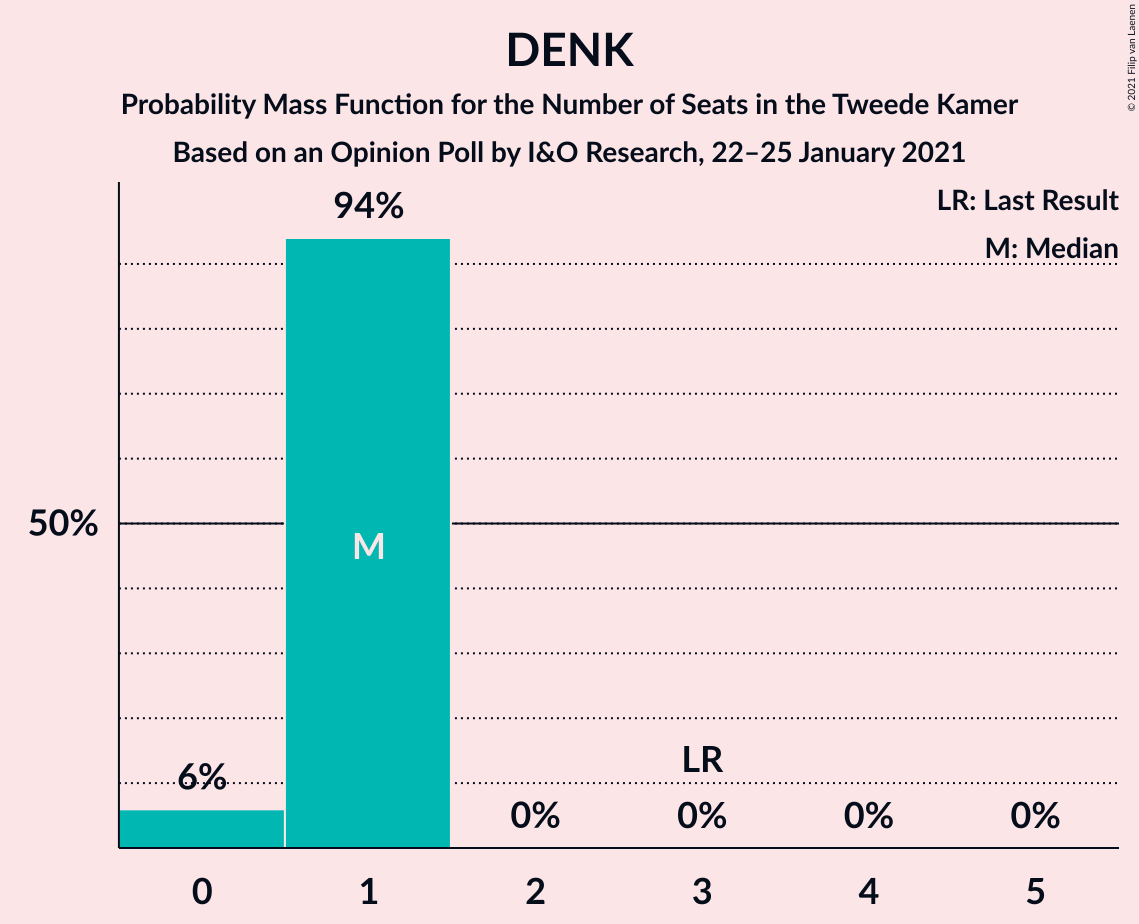 DENK
Probability Mass Function for the Number of Seats in the Tweede Kamer
Based on an Opinion Poll by I&O Research, 22–25 January 2021
© 2021 Filip van Laenen
LR: Last Result
M: Median
94%
50%
M
6%
LR
0% 0% 0% 0%
0 1 2 3 4 5